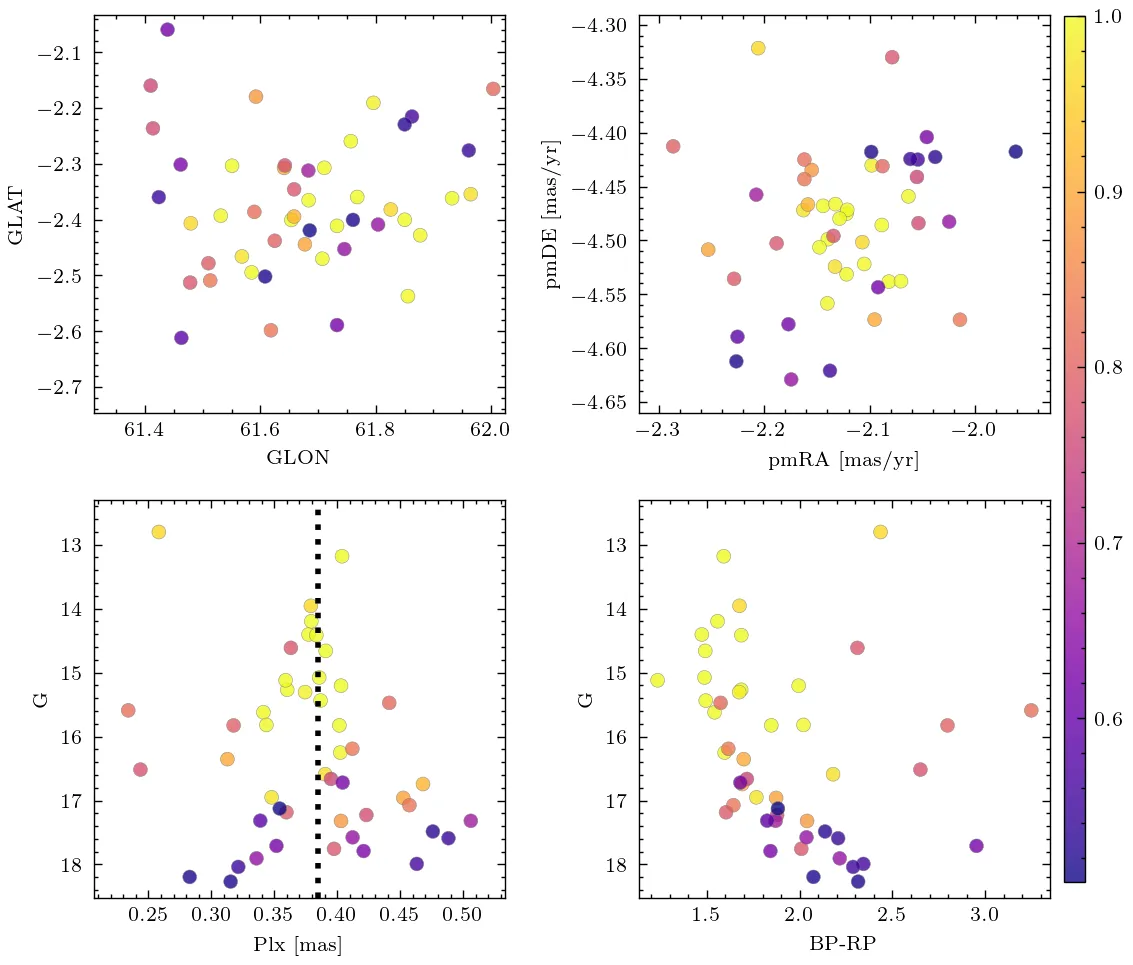 GLAT
−2.1
−2.2
−2.3
−2.4
−2.5
−2.6
−2.7
61.4 61.6 61.8 62.0
GLON
pmDE [mas/yr]
−4.30
−4.35
−4.40
−4.45
−4.50
−4.55
−4.60
−4.65
−2.3 −2.2 −2.1 −2.0
pmRA [mas/yr]
G
13
14
15
16
17
18
0.25 0.30 0.35 0.40 0.45 0.50
Plx [mas]
G
13
14
15
16
17
18
1.5 2.0 2.5 3.0
BP-RP
1.0
0.9
0.8
0.7
0.6